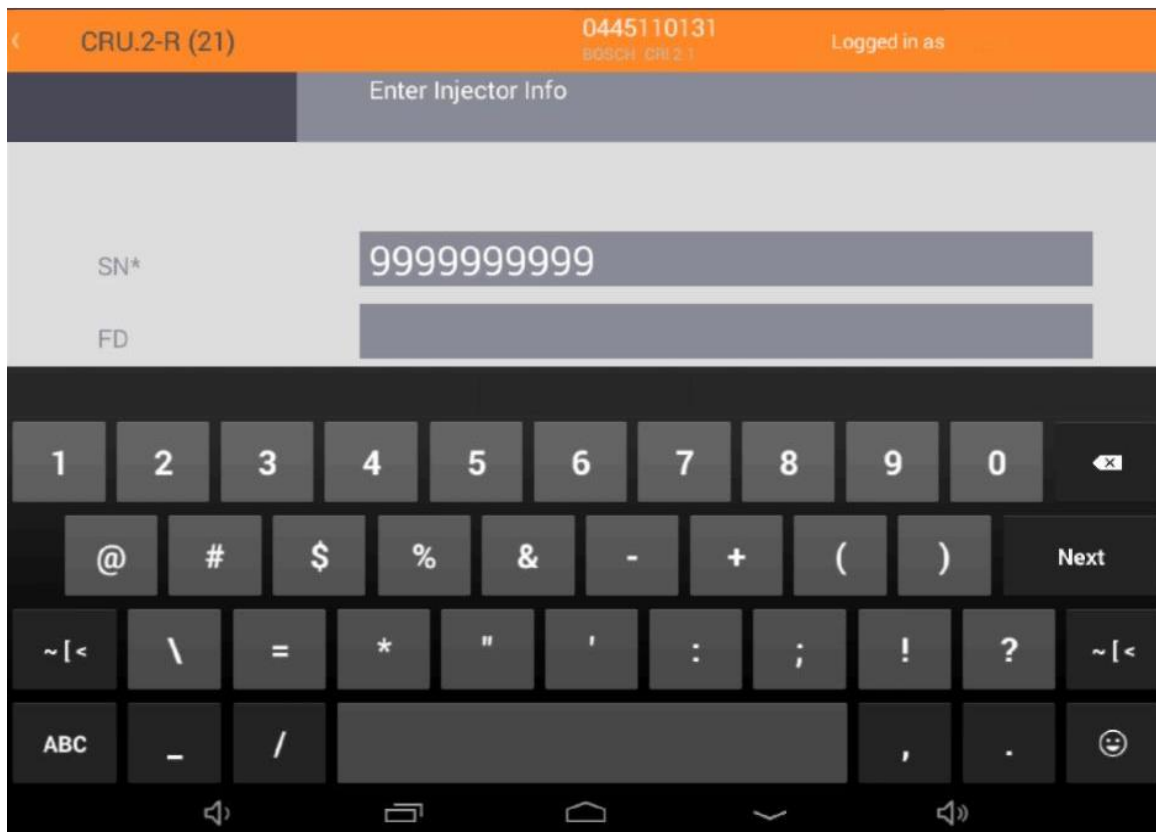 CRU.2-R (21)
0445110131
BOSCH CRI 2.1
Logged in as
Enter Injector Info
SN*
9999999999
FD
1 2 3 4 5 6 7 8 9 0
@ # $ % & - + ( ) Next
~ [ < \ = * " ' : ; ! ? ~ [ <
ABC _ / , .